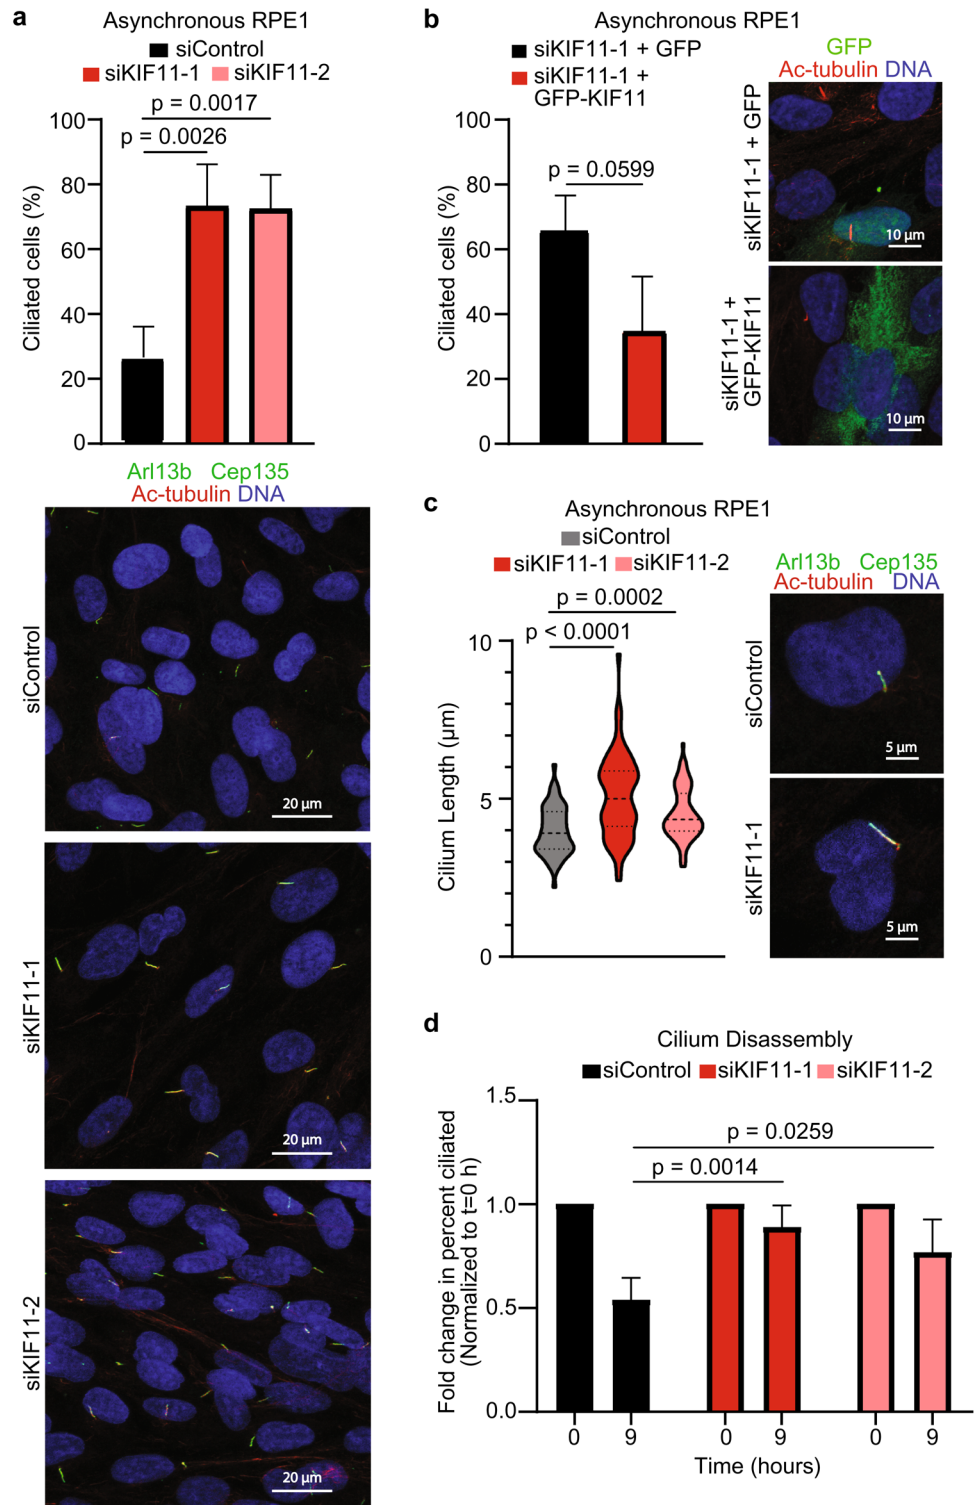 a
Asynchronous RPE1
siControl
siKIF11-1 siKIF11-2
p = 0.0017
p = 0.0026
100
80
60
40
20
0
Ciliated cells (%)
Arl13b Cep135
Ac-tubulin DNA
siControl
20 µm
siKIF11-1
20 µm
siKIF11-2
20 µm
b
Asynchronous RPE1
siKIF11-1 + GFP
siKIF11-1 +
GFP-KIF11
p = 0.0599
100
80
60
40
20
0
Ciliated cells (%)
GFP
Ac-tubulin DNA
siKIF11-1 + GFP
10 µm
siKIF11-1 +
GFP-KIF11
10 µm
c
Asynchronous RPE1
siControl
siKIF11-1 siKIF11-2
p = 0.0002
p < 0.0001
10
5
0
Cilium Length (µm)
Arl13b Cep135
Ac-tubulin DNA
siControl
5 µm
siKIF11-1
5 µm
d
Cilium Disassembly
siControl siKIF11-1 siKIF11-2
p = 0.0259
p = 0.0014
1.5
1.0
0.5
0.0
Fold change in percent ciliated
(Normalized to t=0 h)
0 9 0 9 0 9
Time (hours)